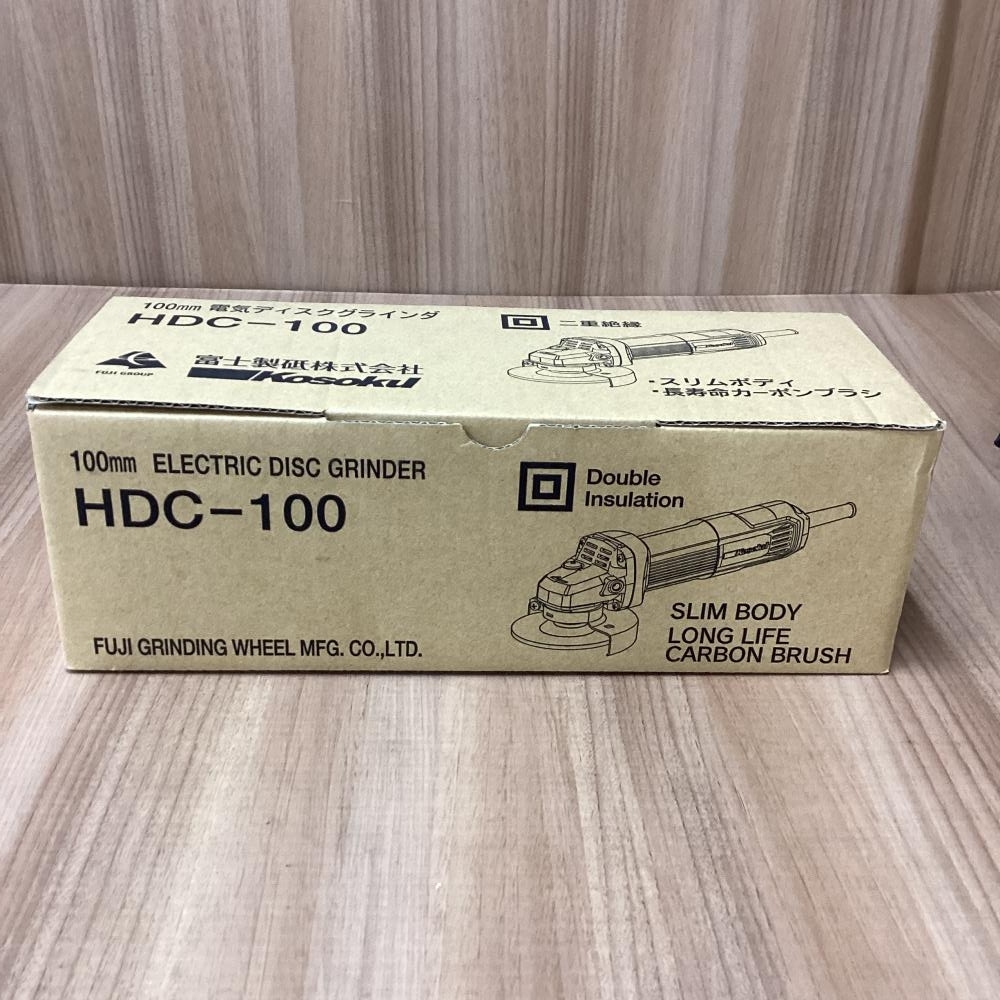 100mm 電気ディスクグラインダ
HDC-100
FUJI GROUP
富士製砥株式会社
Kosoku
二重絶縁
Kosoku
・スリムボディ
・長寿命カーボンブラシ
100mm ELECTRIC DISC GRINDER
HDC-100
FUJI GRINDING WHEEL MFG. CO.,LTD.
Double
Insulation
Kosoku
SLIM BODY
LONG LIFE
CARBON BRUSH